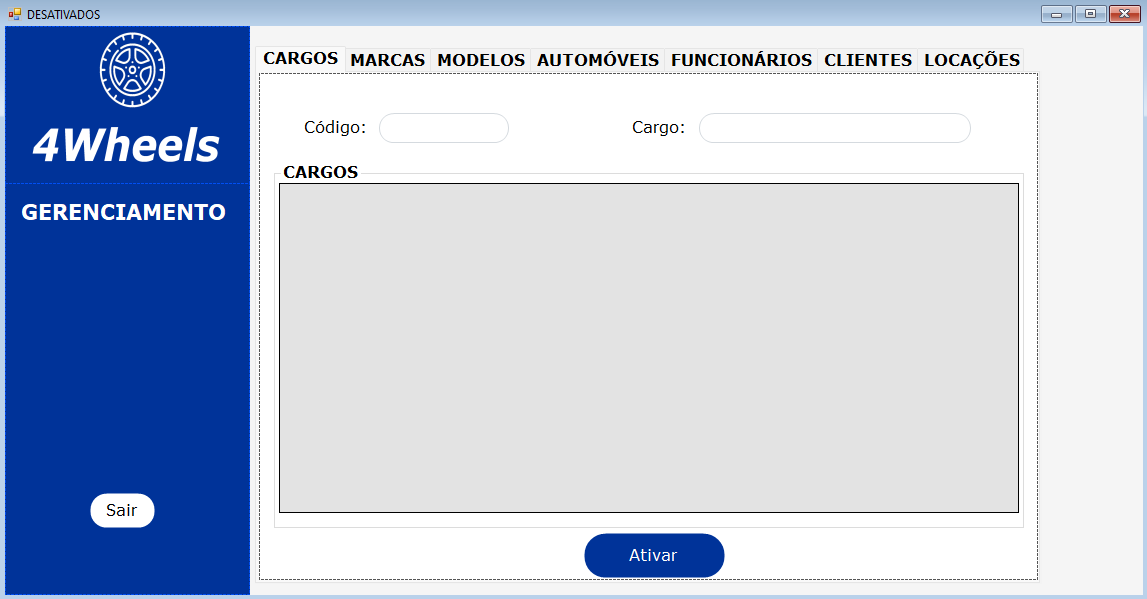 DESATIVADOS
4Wheels
GERENCIAMENTO
Sair
CARGOS MARCAS MODELOS AUTOMÓVEIS FUNCIONÁRIOS CLIENTES LOCAÇÕES
Código: Cargo:
CARGOS
Ativar